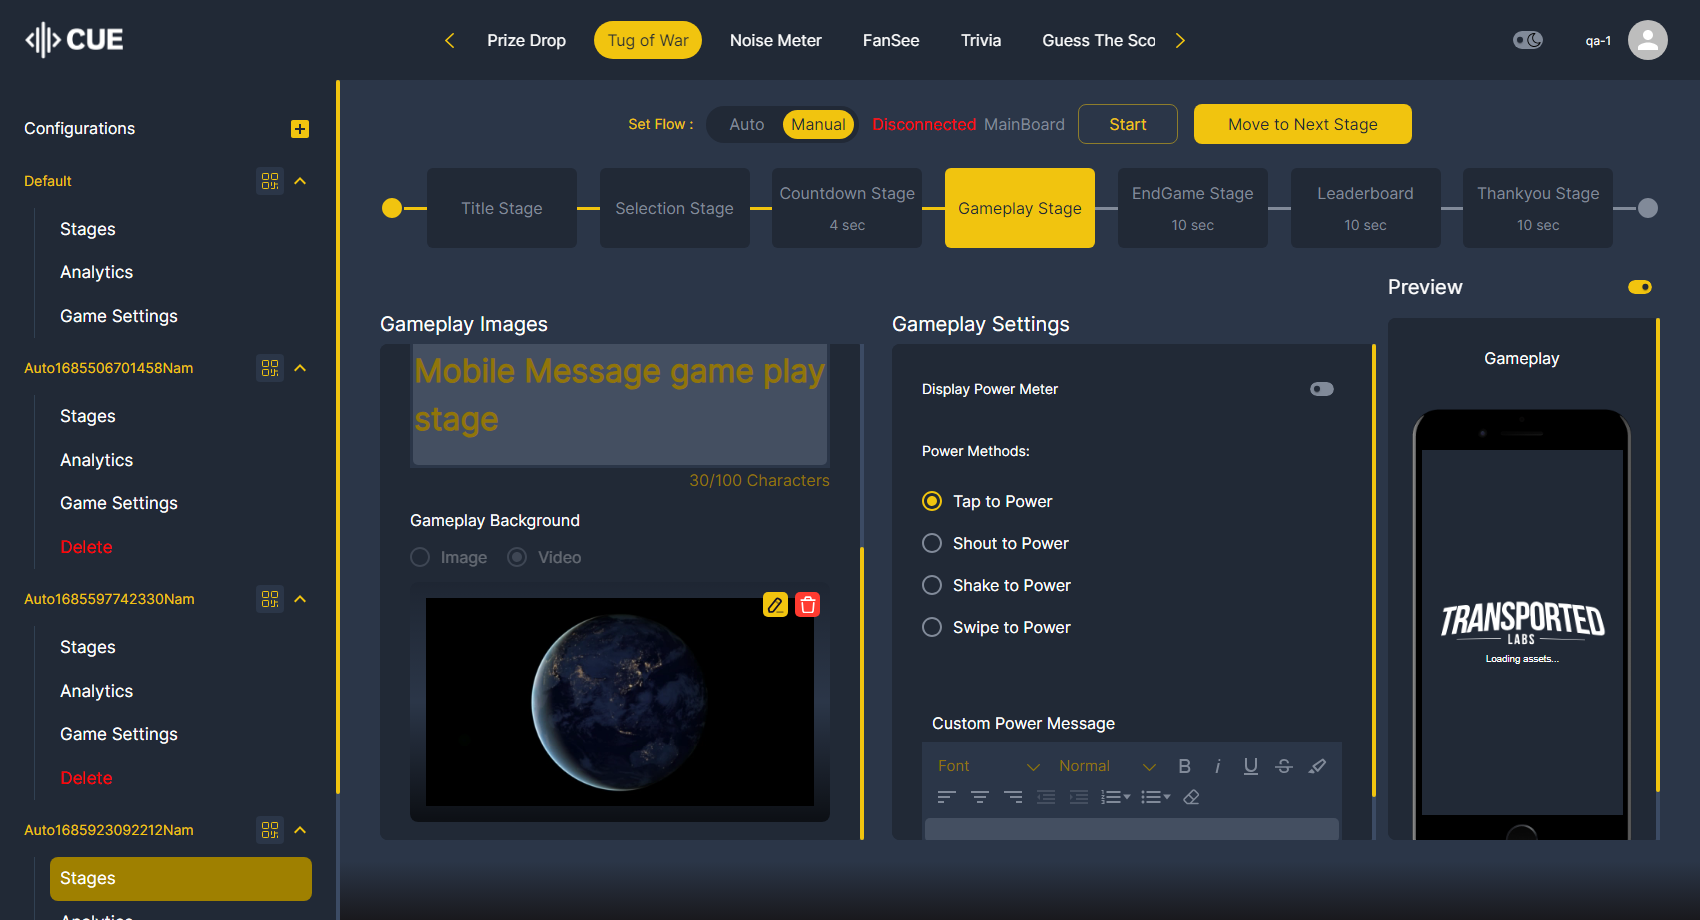 CUE
Prize Drop
Tug of War
Noise Meter
FanSee
Trivia
Guess The Sco
qa-1
Configurations
Default
Stages
Analytics
Game Settings
Auto1685506701458Nam
Stages
Analytics
Game Settings
Delete
Auto1685597742330Nam
Stages
Analytics
Game Settings
Delete
Auto1685923092212Nam
Stages
Analytics
Set Flow :
Auto
Manual
Disconnected MainBoard
Start
Move to Next Stage
Title Stage
Selection Stage
Countdown Stage
4 sec
Gameplay Stage
EndGame Stage
10 sec
Leaderboard
10 sec
Thankyou Stage
10 sec
Gameplay Images
Mobile Message game play
stage
30/100 Characters
Gameplay Background
Image
Video
Gameplay Settings
Display Power Meter
Power Methods:
Tap to Power
Shout to Power
Shake to Power
Swipe to Power
Custom Power Message
Font
Normal
B i U S
Preview
Gameplay
TRANSPORTED
LABS
Loading assets...